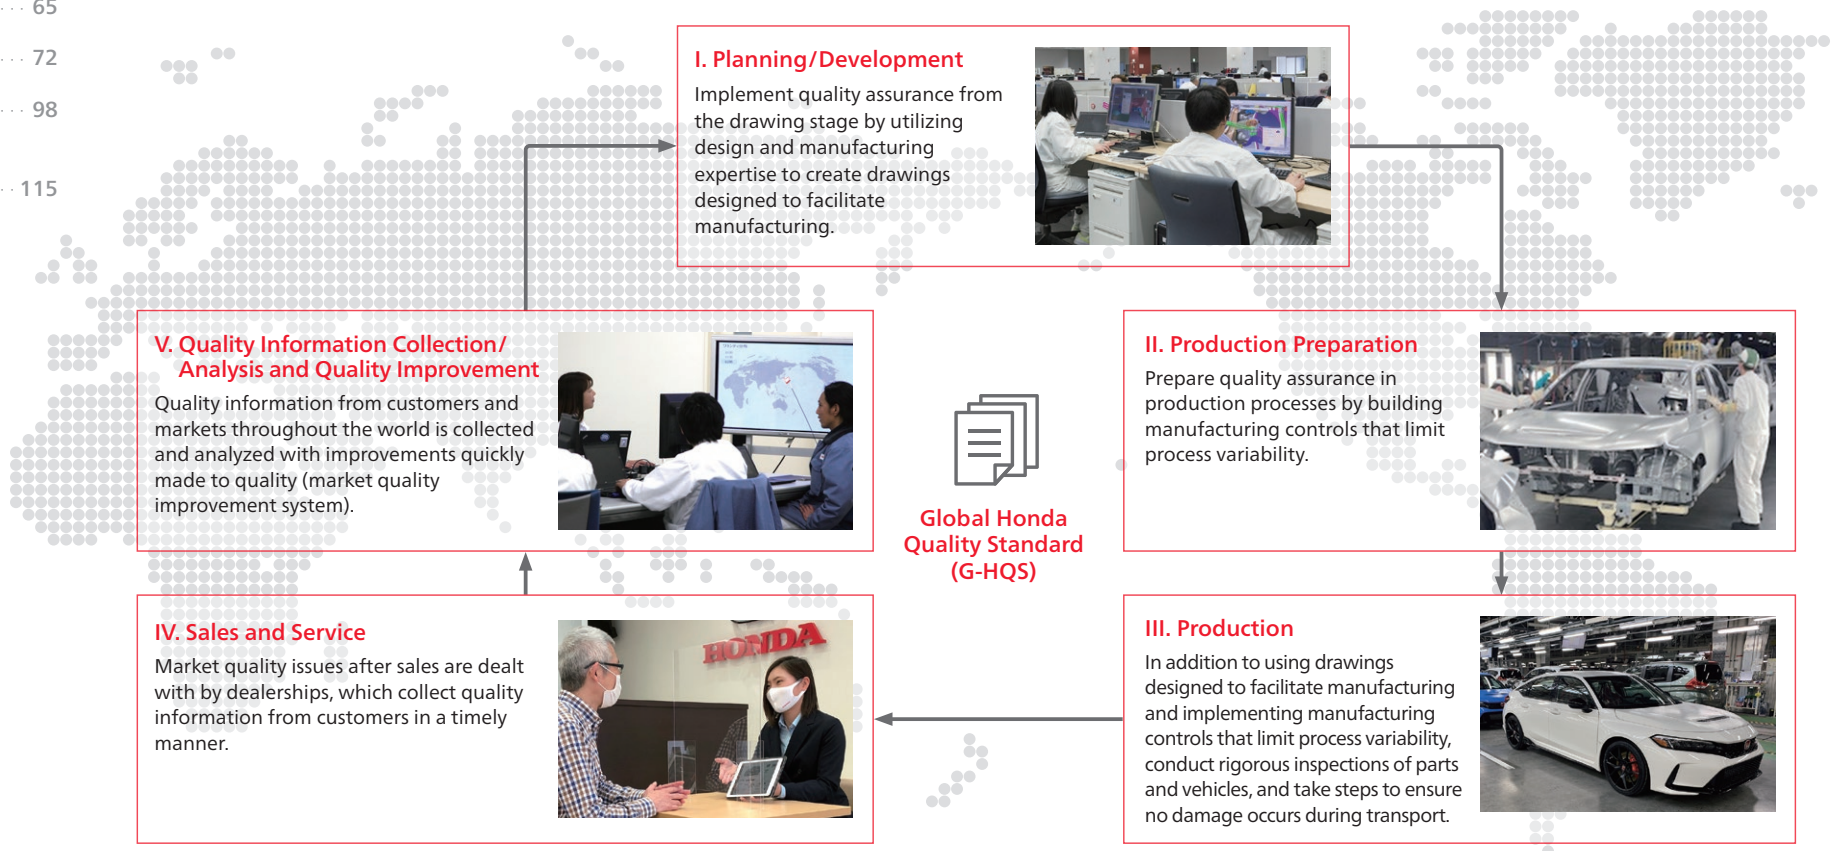 ··· 65
··· 72
··· 98
·· 115
I. Planning/Development
Implement quality assurance from
the drawing stage by utilizing
design and manufacturing
expertise to create drawings
designed to facilitate
manufacturing.
II. Production Preparation
Prepare quality assurance in
production processes by building
manufacturing controls that limit
process variability.
III. Production
In addition to using drawings
designed to facilitate manufacturing
and implementing manufacturing
controls that limit process variability,
conduct rigorous inspections of parts
and vehicles, and take steps to ensure
no damage occurs during transport.
IV. Sales and Service
Market quality issues after sales are dealt
with by dealerships, which collect quality
information from customers in a timely
manner.
HONDA
V. Quality Information Collection/
Analysis and Quality Improvement
Quality information from customers and
markets throughout the world is collected
and analyzed with improvements quickly
made to quality (market quality
improvement system).
Global Honda
Quality Standard
(G-HQS)